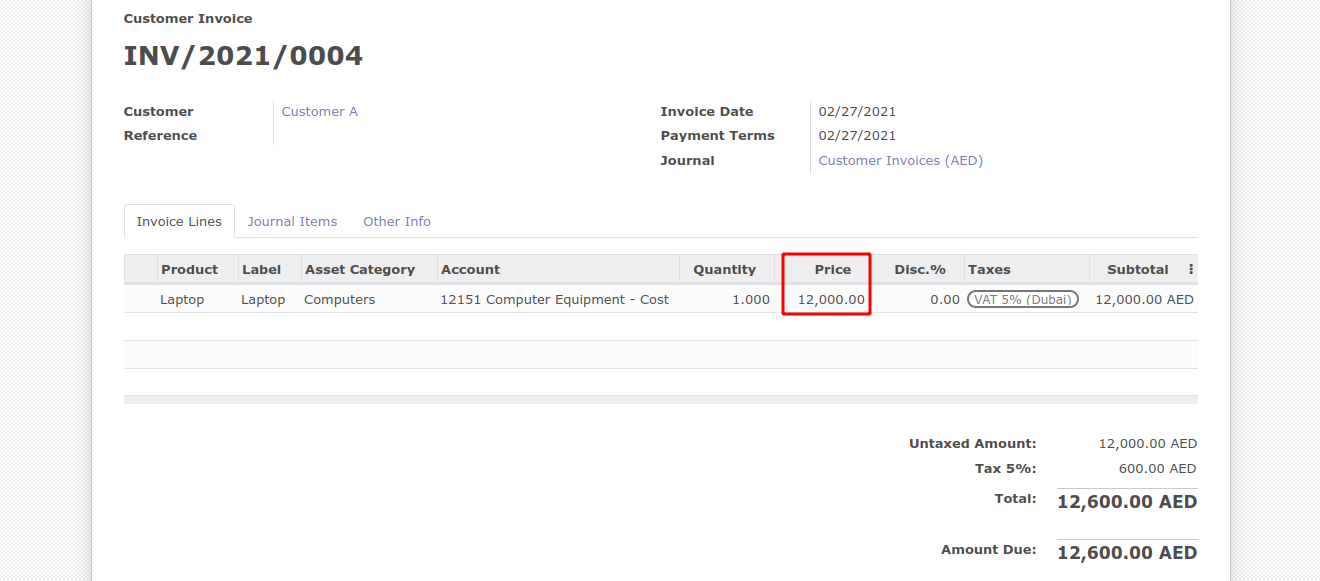 Customer Invoice
INV/2021/0004
Customer Customer A
Reference
Invoice Date 02/27/2021
Payment Terms 02/27/2021
Journal Customer Invoices (AED)
Invoice Lines Journal Items Other Info
Product Label Asset Category Account Quantity Price Disc.% Taxes Subtotal
Laptop Laptop Computers 12151 Computer Equipment - Cost 1.000 12,000.00 0.00 VAT 5% (Dubai) 12,000.00 AED
Untaxed Amount: 12,000.00 AED
Tax 5%: 600.00 AED
Total: 12,600.00 AED
Amount Due: 12,600.00 AED